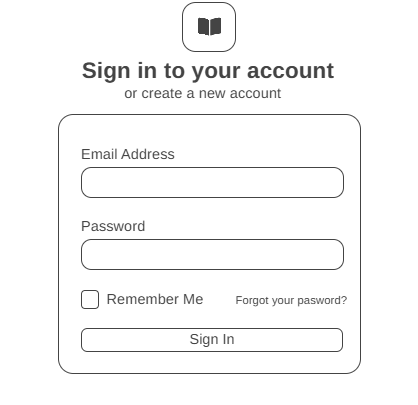 Sign in to your account
or create a new account
Email Address
Password
Remember Me
Forgot your pasword?
Sign In